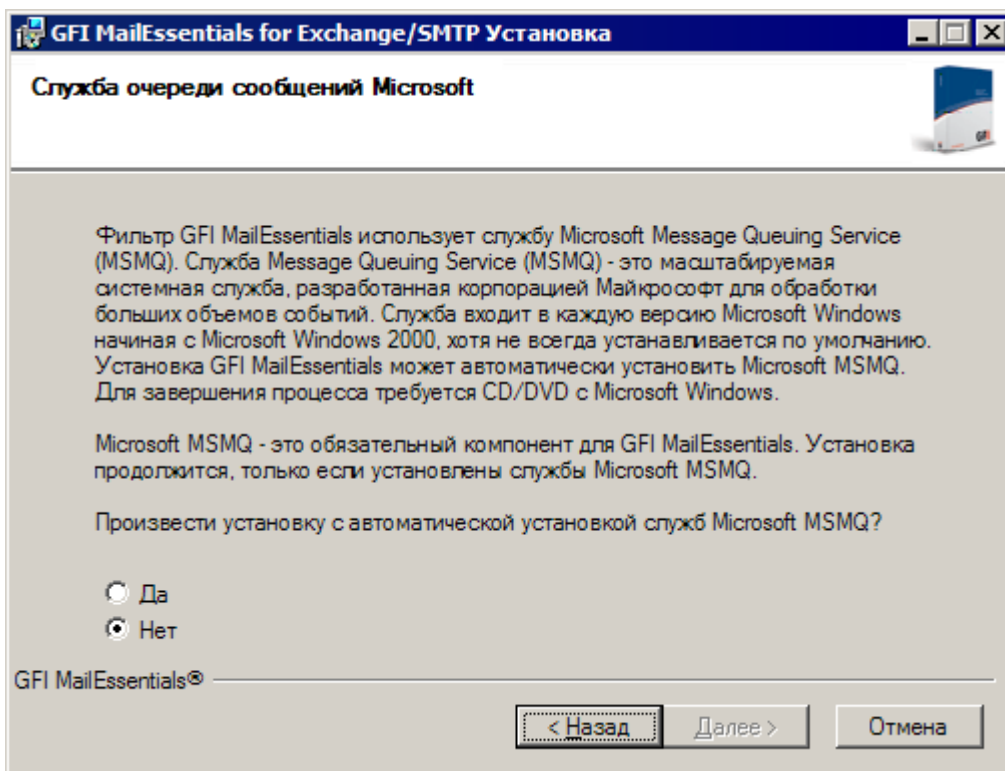 GFI MailEssentials for Exchange/SMTP Установка
Служба очереди сообщений Microsoft
GFI
Фильтр GFI MailEssentials использует службу Microsoft Message Queuing Service
(MSMQ). Служба Message Queuing Service (MSMQ) - это масштабируемая
системная служба, разработанная корпорацией Майкрософт для обработки
больших объемов событий. Служба входит в каждую версию Microsoft Windows
начиная с Microsoft Windows 2000, хотя не всегда устанавливается по умолчанию.
Установка GFI MailEssentials может автоматически установить Microsoft MSMQ.
Для завершения процесса требуется CD/DVD с Microsoft Windows.
Microsoft MSMQ - это обязательный компонент для GFI MailEssentials. Установка
продолжится, только если установлены службы Microsoft MSMQ.
Произвести установку с автоматической установкой служб Microsoft MSMQ?
Да
Нет
GFI MailEssentials®
< Назад Далее > Отмена